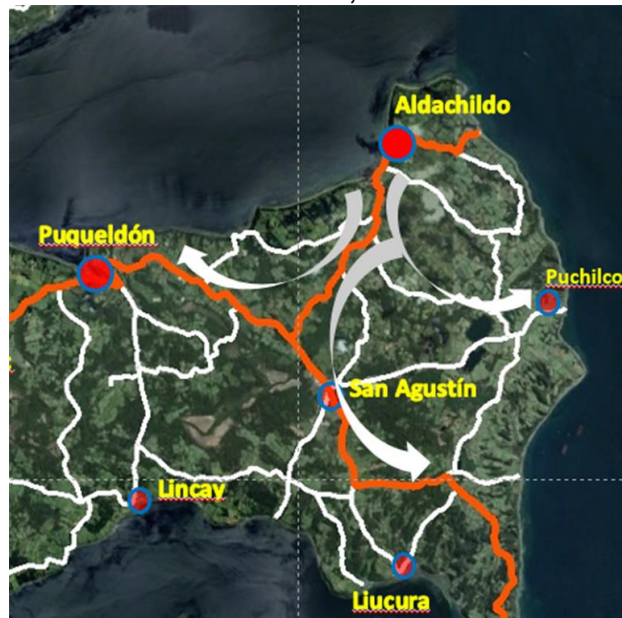 Aldachildo
Puqueldón
Puchilco
San Agustín
Lincay
Liucura